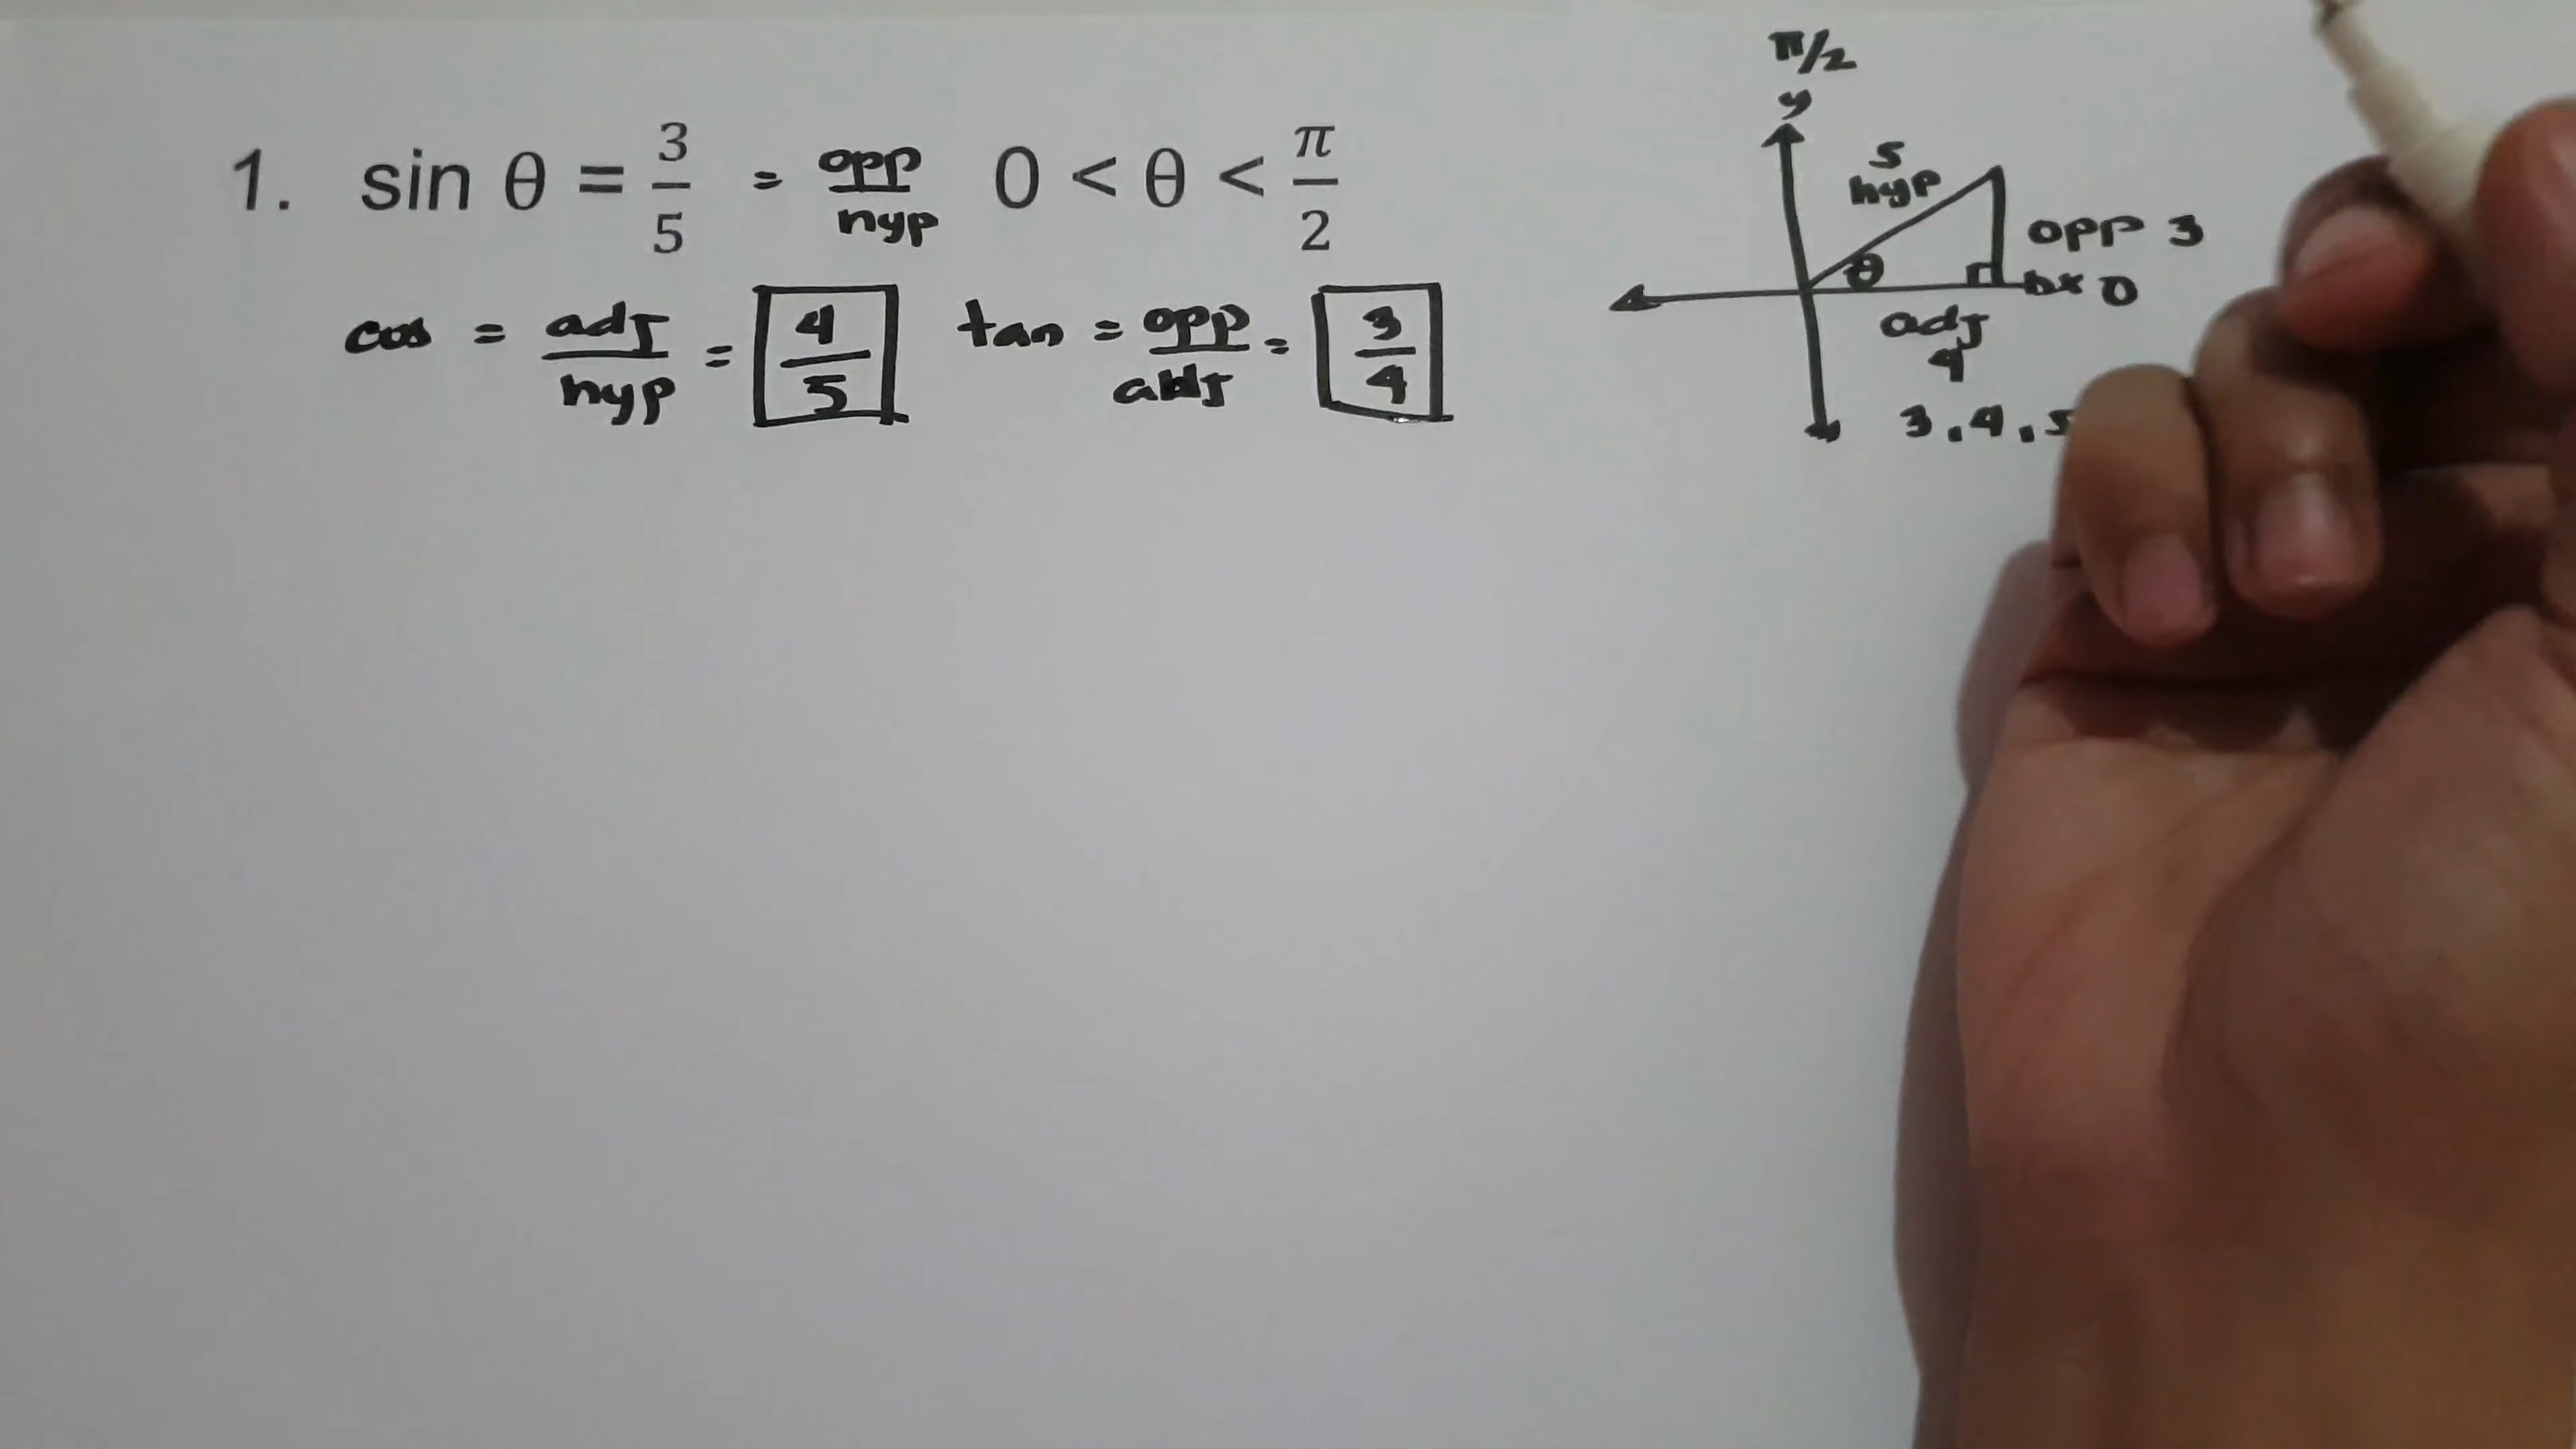 1. sin θ = 3/5 = opp/hyp 0 < θ < π/2
cos = adj/hyp = 4/5 tan = opp/adj = 3/4
π/2
y
5
hyp
opp 3
θ
x 0
adj
4
3, 4, 5